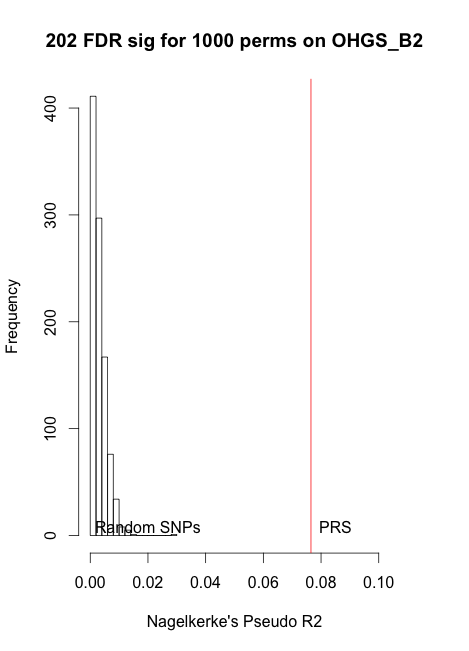 202 FDR sig for 1000 perms on OHGS_B2
Frequency
400
300
200
100
0
Random SNPs
PRS
0.00 0.02 0.04 0.06 0.08 0.10
Nagelkerke's Pseudo R2